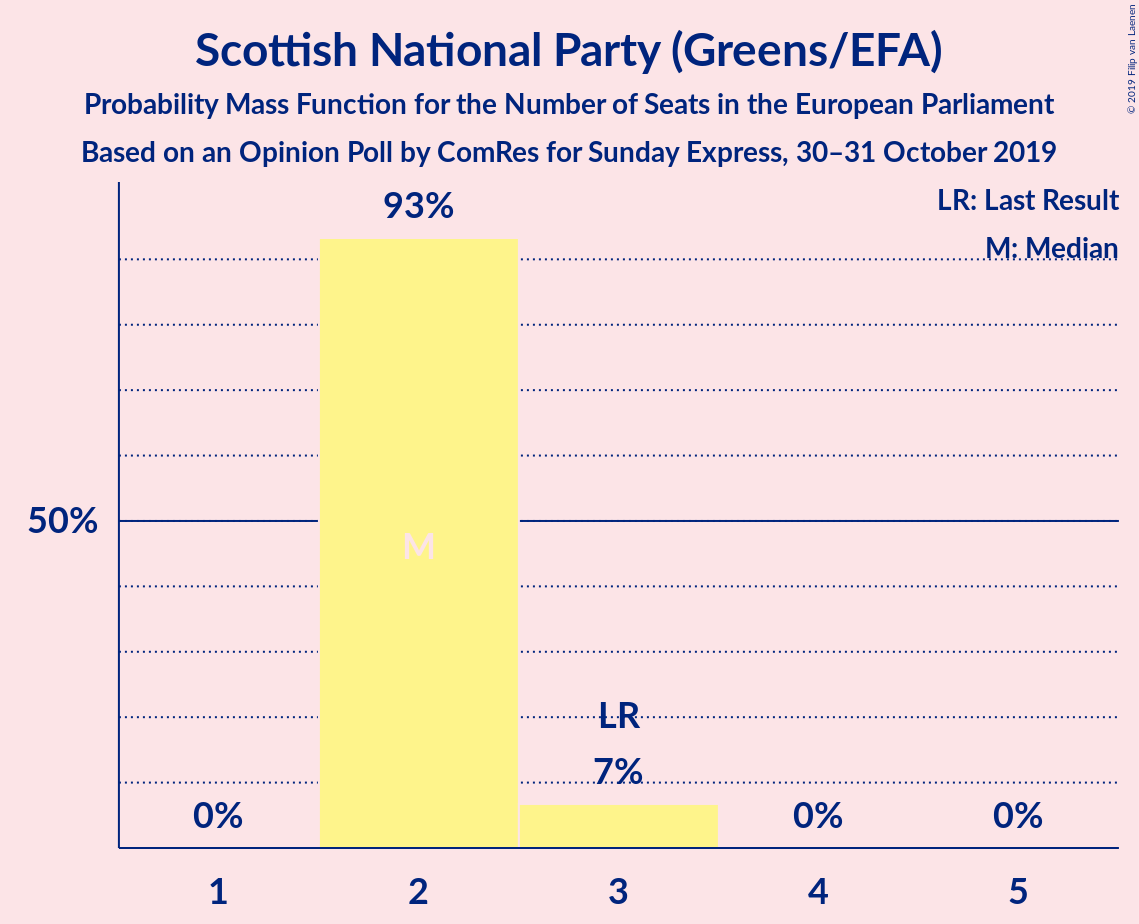 Scottish National Party (Greens/EFA)
Probability Mass Function for the Number of Seats in the European Parliament
Based on an Opinion Poll by ComRes for Sunday Express, 30–31 October 2019
© 2019 Filip van Laenen
LR: Last Result
M: Median
93%
50%
M
LR
7%
0%
0%
0%
1
2
3
4
5